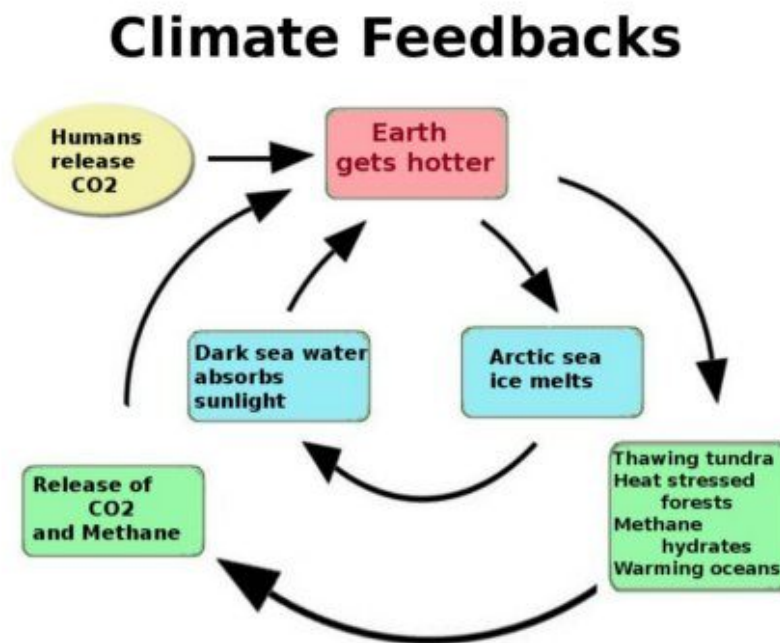 Climate Feedbacks
Humans
release
CO2
Earth
gets hotter
Dark sea water
absorbs
sunlight
Arctic sea
ice melts
Release of
CO2
and Methane
Thawing tundra
Heat stressed
forests
Methane
hydrates
Warming oceans